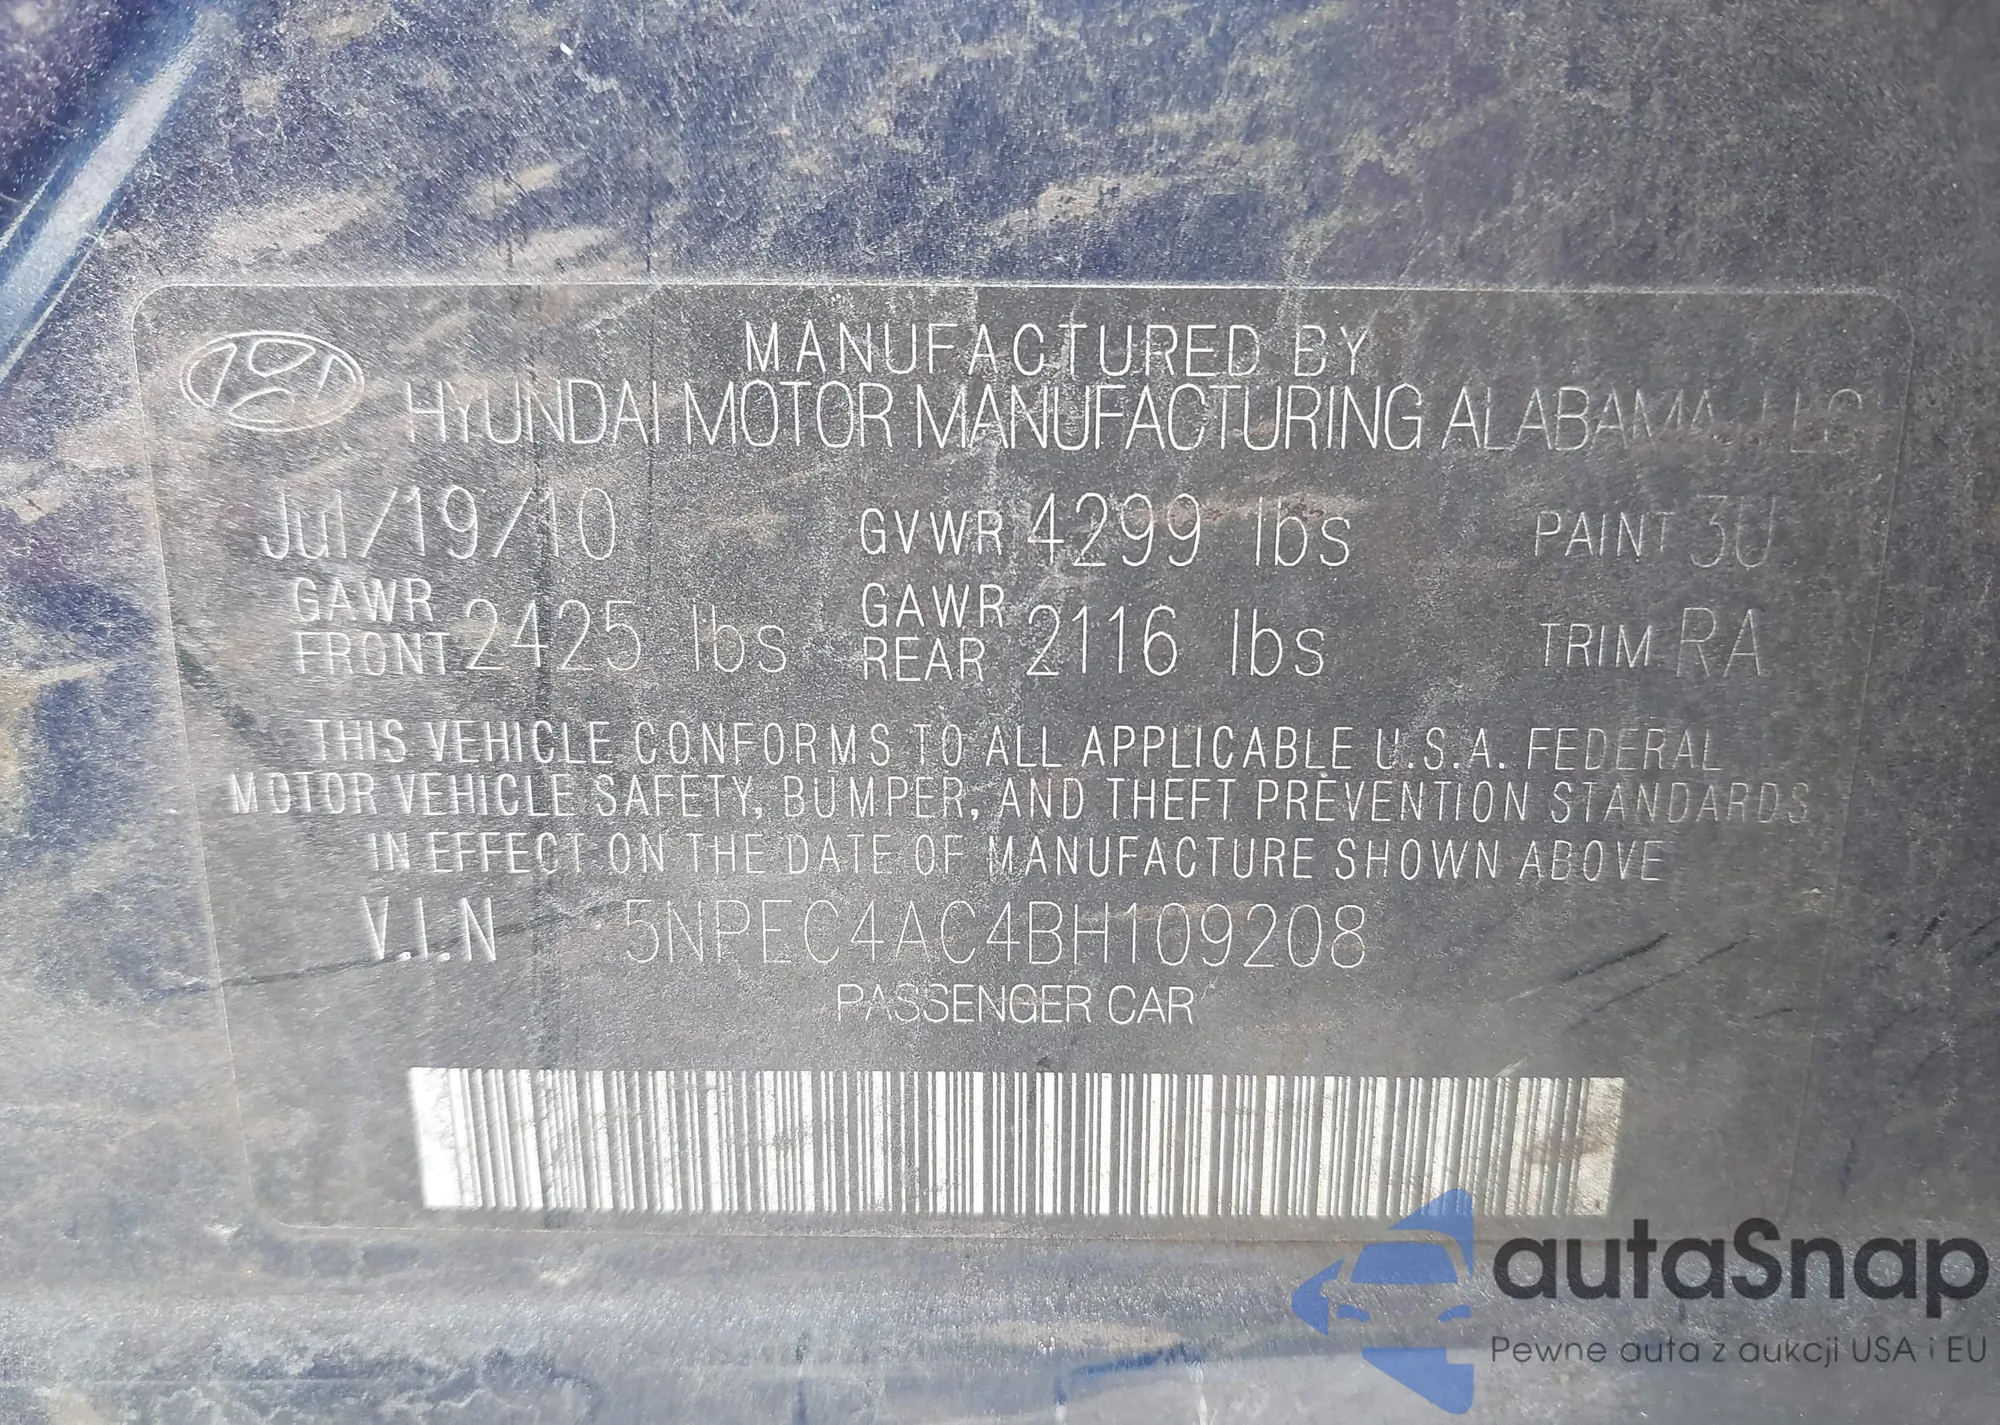 MANUFACTURED BY
HYUNDAI MOTOR MANUFACTURING ALABAMA, LLC
Jul/19/10 GVWR 4299 lbs PAINT 3U
GAWR FRONT 2425 lbs GAWR REAR 2116 lbs TRIM RA
THIS VEHICLE CONFORMS TO ALL APPLICABLE U.S.A. FEDERAL
MOTOR VEHICLE SAFETY, BUMPER, AND THEFT PREVENTION STANDARDS
IN EFFECT ON THE DATE OF MANUFACTURE SHOWN ABOVE
V.I.N 5NPEC4AC4BH109208
PASSENGER CAR
autaSnap
Pewne auta z aukcji USA i EU